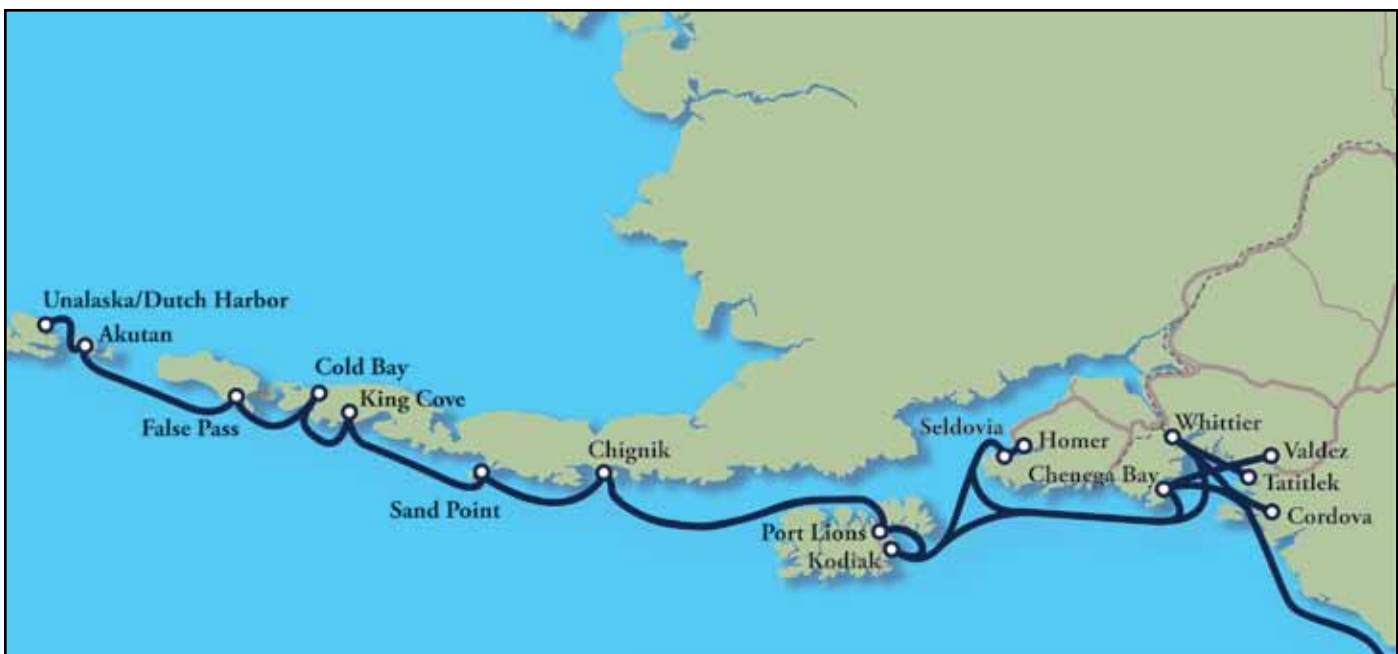 Unalaska/Dutch Harbor
Akutan
Cold Bay
King Cove
False Pass
Sand Point
Chignik
Seldovia
Homer
Whittier
Valdez
Chenega Bay
Tatitlek
Cordova
Port Lions
Kodiak